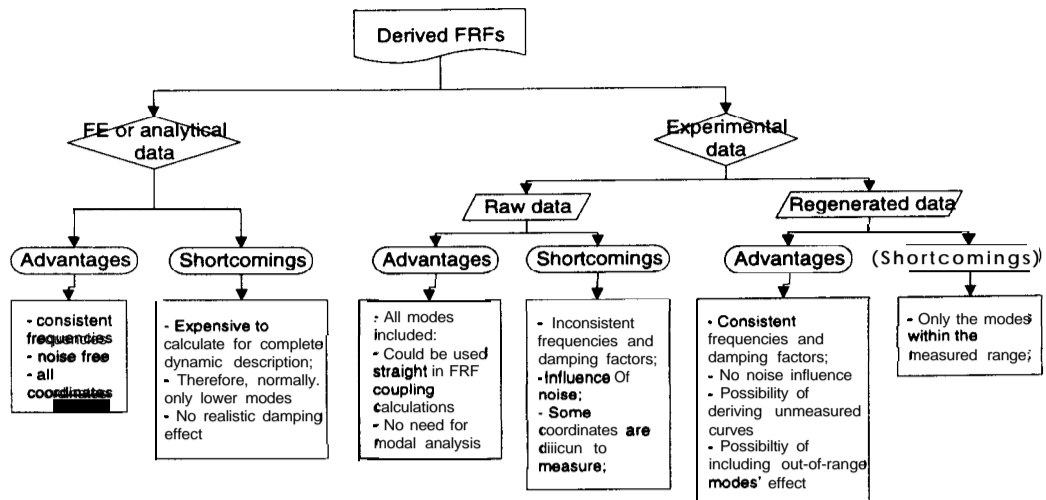 Derived FRFs
FE or analytical
data
Experimental
data
Raw data
Regenerated data
Advantages
Shortcomings
Advantages
Shortcomings
Advantages
(Shortcomings)
- consistent
frequencies
- noise free
- all
coordinates
- Expensive to
calculate for complete
dynamic description;
- Therefore, normally.
only lower modes
- No realistic damping
effect
- All modes
included:
- Could be used
straight in FRF
coupling
calculations
- No need for
modal analysis
- Inconsistent
frequencies and
damping factors;
- Influence Of
noise;
- Some
coordinates are
diiicun to
measure;
- Consistent
frequencies and
damping factors;
- No noise influence
- Possibility of
deriving unmeasured
curves
- Possibiltiy of
including out-of-range
modes' effect
- Only the modes
within the
measured range;